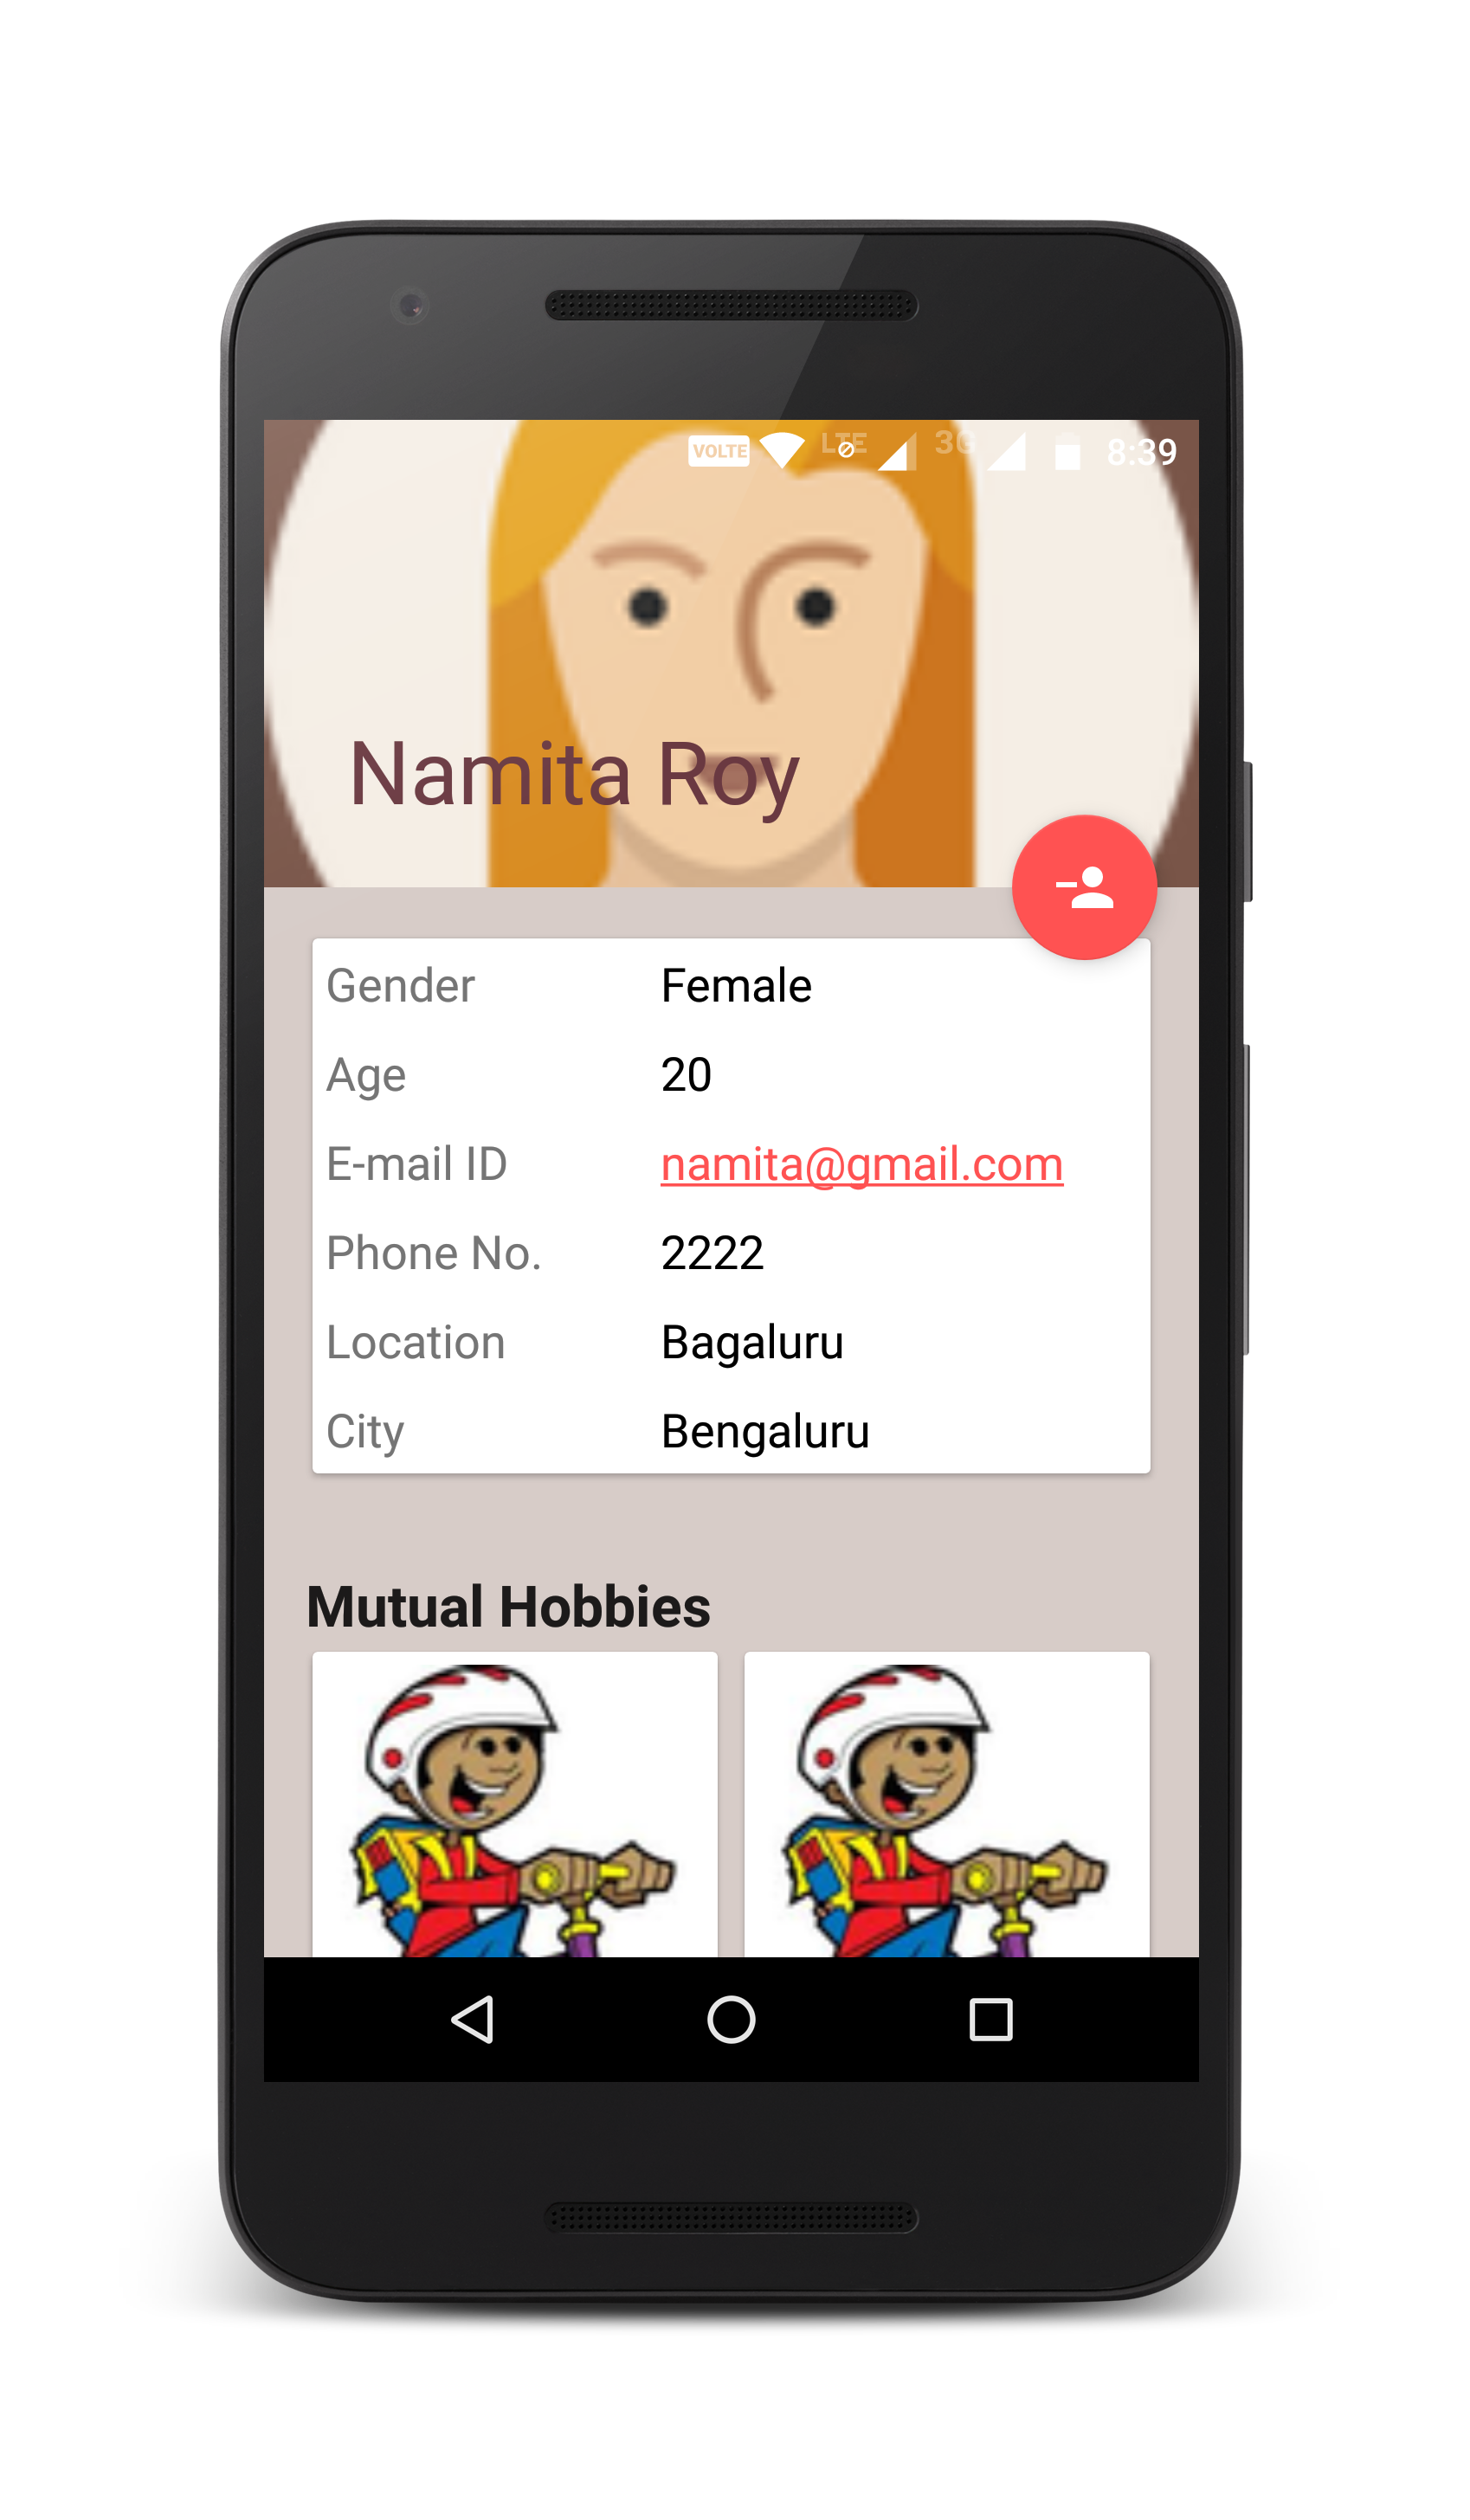 VOLTE LTE 3G 8:39
Namita Roy
Gender Female
Age 20
E-mail ID namita@gmail.com
Phone No. 2222
Location Bagaluru
City Bengaluru
Mutual Hobbies